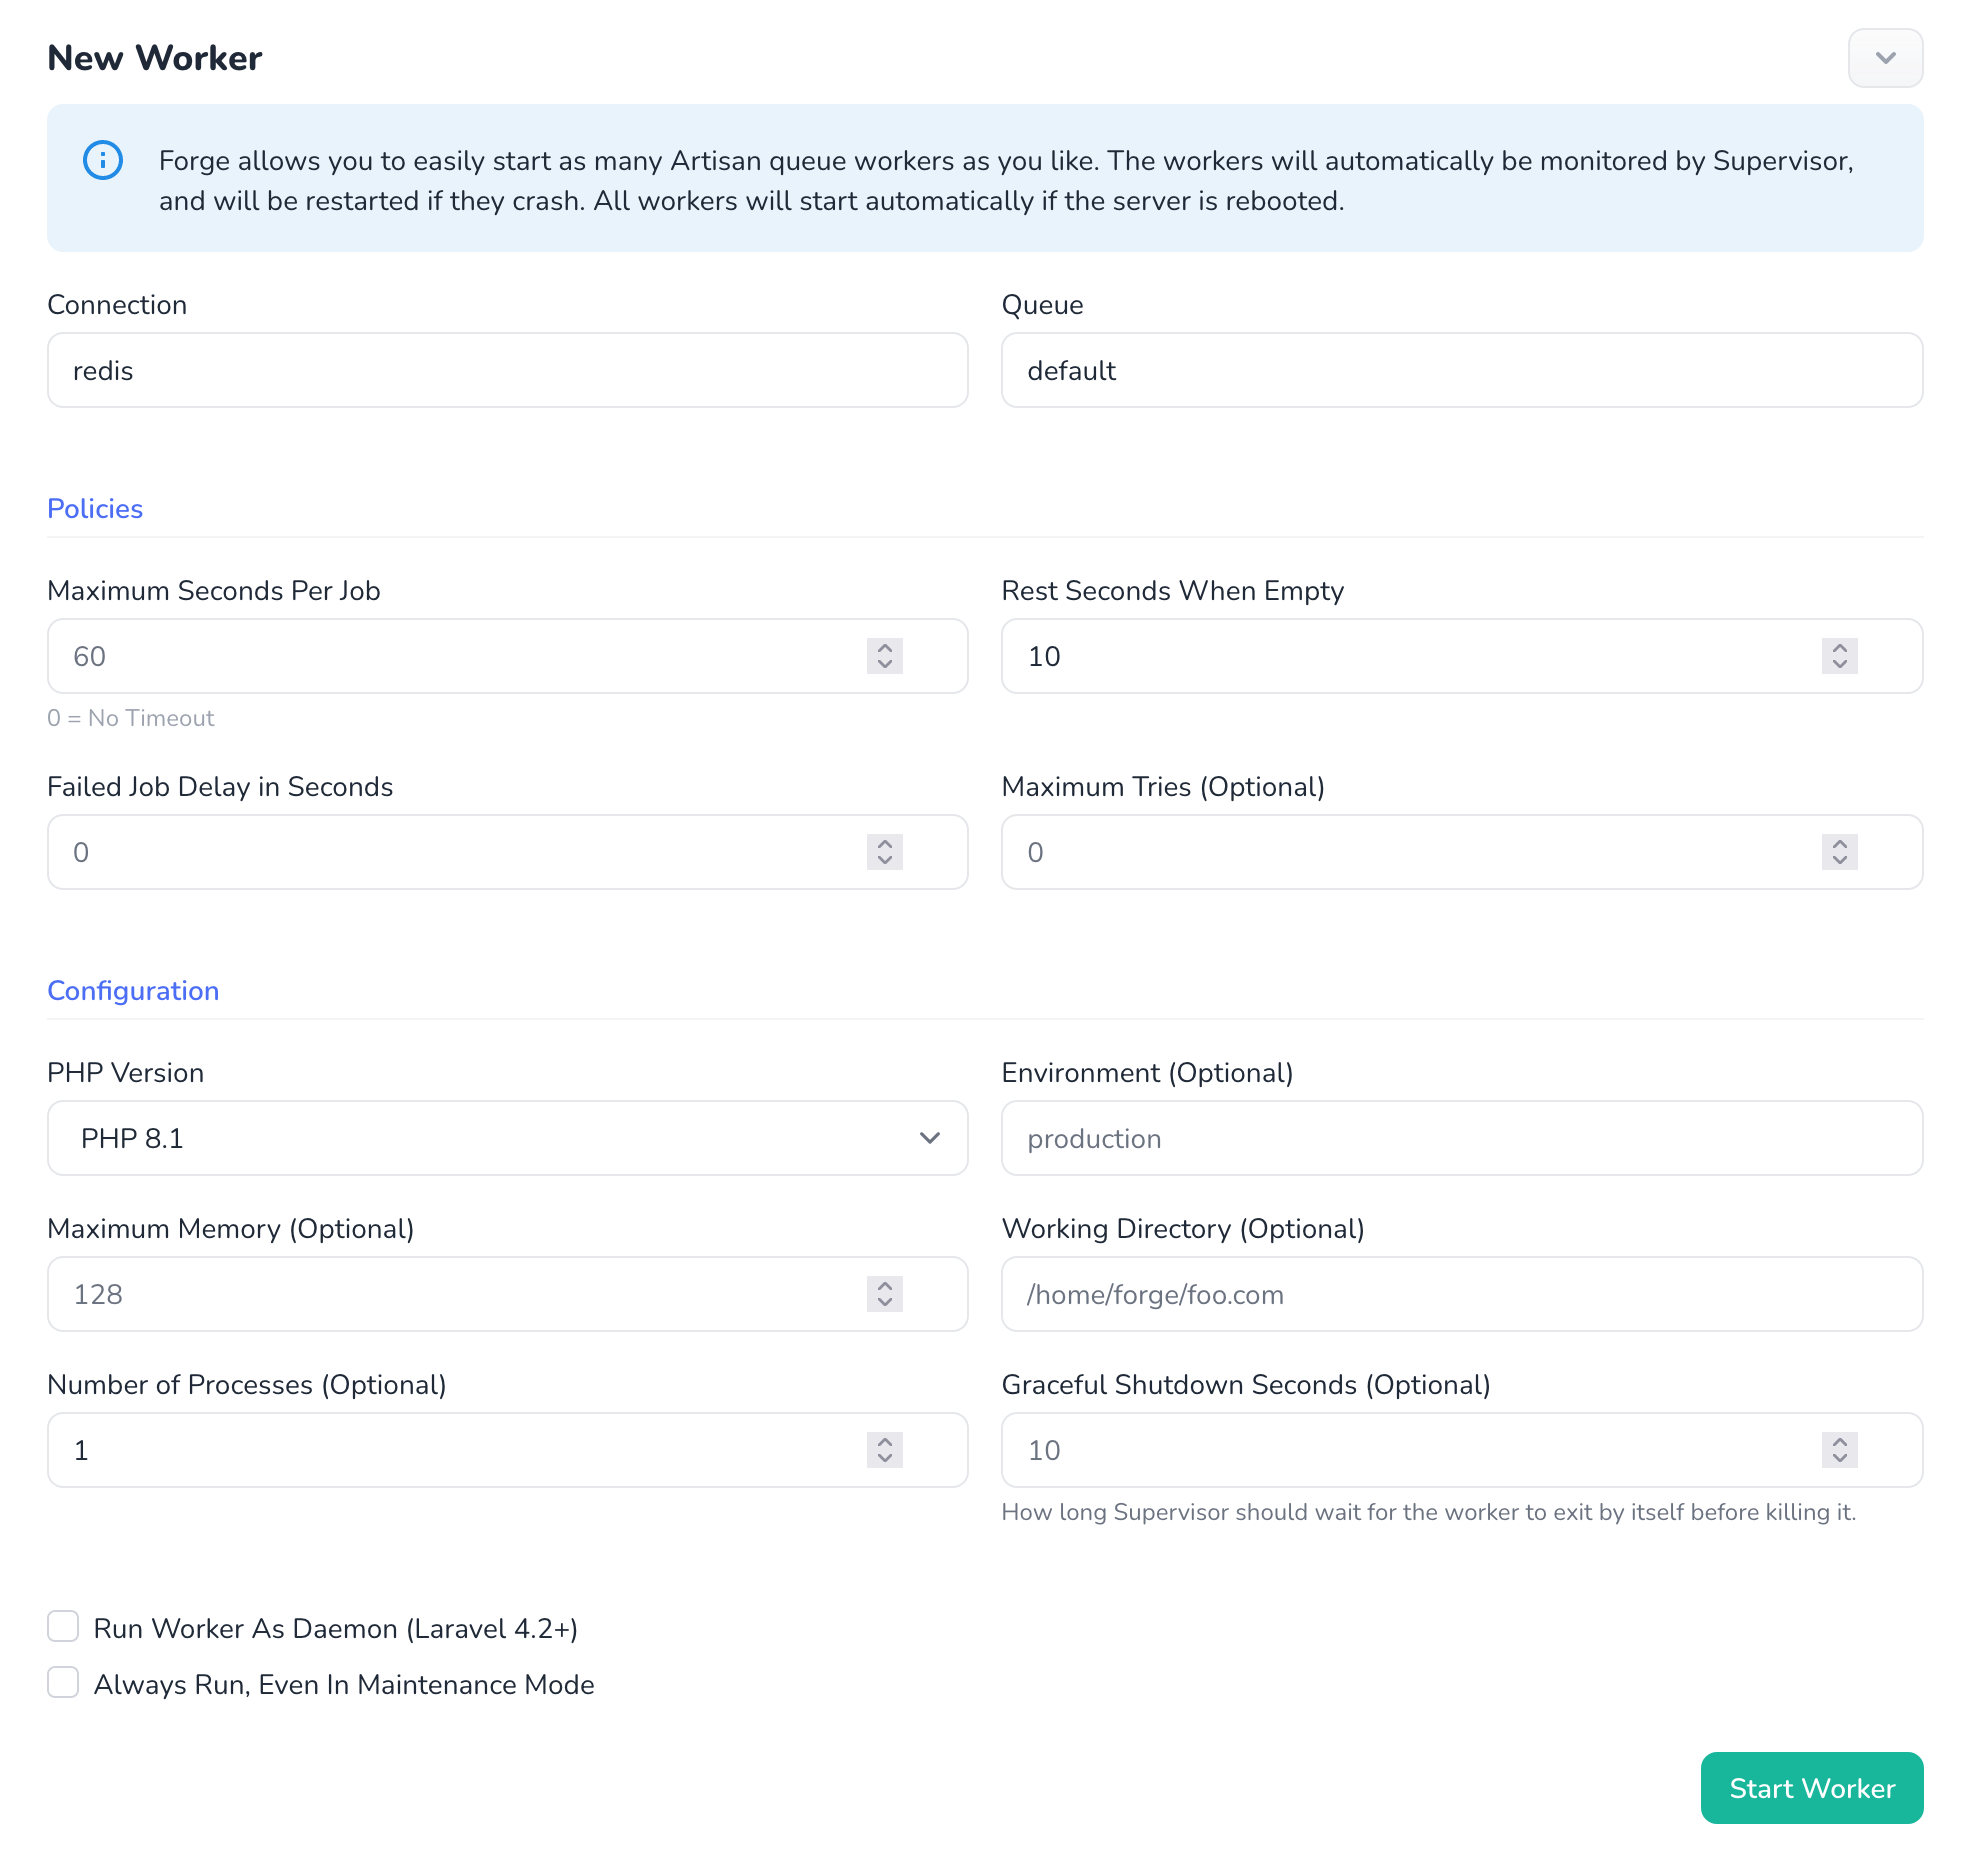 New Worker
Forge allows you to easily start as many Artisan queue workers as you like. The workers will automatically be monitored by Supervisor,
and will be restarted if they crash. All workers will start automatically if the server is rebooted.
Connection
Queue
redis
default
Policies
Maximum Seconds Per Job
Rest Seconds When Empty
60
10
0 = No Timeout
Failed Job Delay in Seconds
Maximum Tries (Optional)
0
0
Configuration
PHP Version
Environment (Optional)
PHP 8.1
production
Maximum Memory (Optional)
Working Directory (Optional)
128
/home/forge/foo.com
Number of Processes (Optional)
Graceful Shutdown Seconds (Optional)
1
10
How long Supervisor should wait for the worker to exit by itself before killing it.
Run Worker As Daemon (Laravel 4.2+)
Always Run, Even In Maintenance Mode
Start Worker